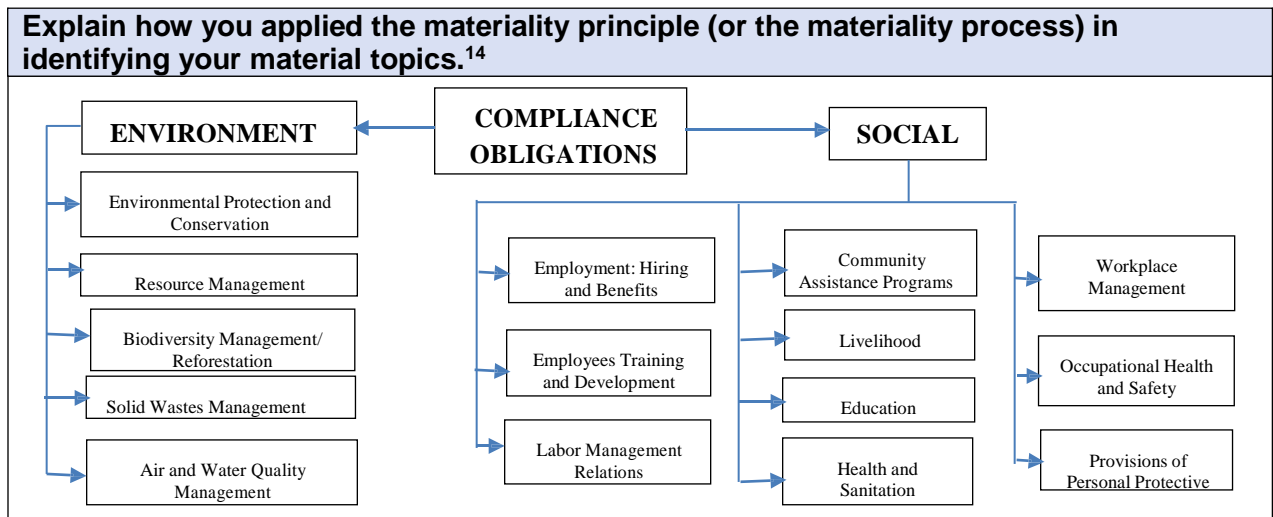 Explain how you applied the materiality principle (or the materiality process) in
identifying your material topics.14
COMPLIANCE
OBLIGATIONS
ENVIRONMENT
SOCIAL
Environmental Protection and
Conservation
Resource Management
Biodiversity Management/
Reforestation
Solid Wastes Management
Air and Water Quality
Management
Employment: Hiring
and Benefits
Employees Training
and Development
Labor Management
Relations
Community
Assistance Programs
Livelihood
Education
Health and
Sanitation
Workplace
Management
Occupational Health
and Safety
Provisions of
Personal Protective